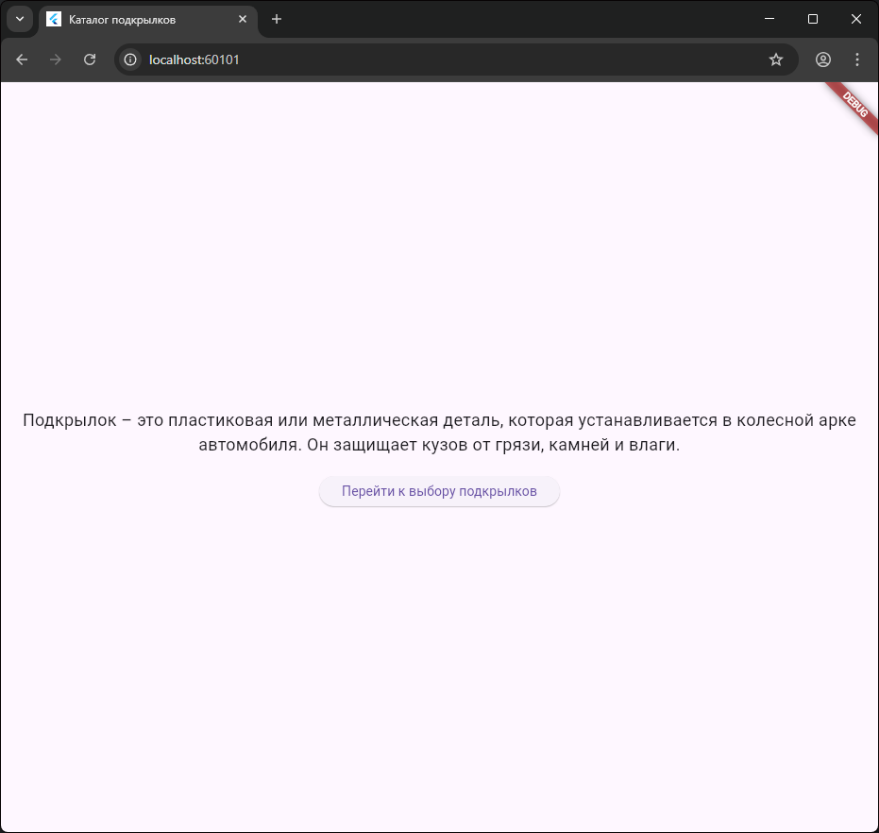 Каталог подкрылков
localhost:60101
DEBUG
Подкрылок – это пластиковая или металлическая деталь, которая устанавливается в колесной арке
автомобиля. Он защищает кузов от грязи, камней и влаги.
Перейти к выбору подкрылков